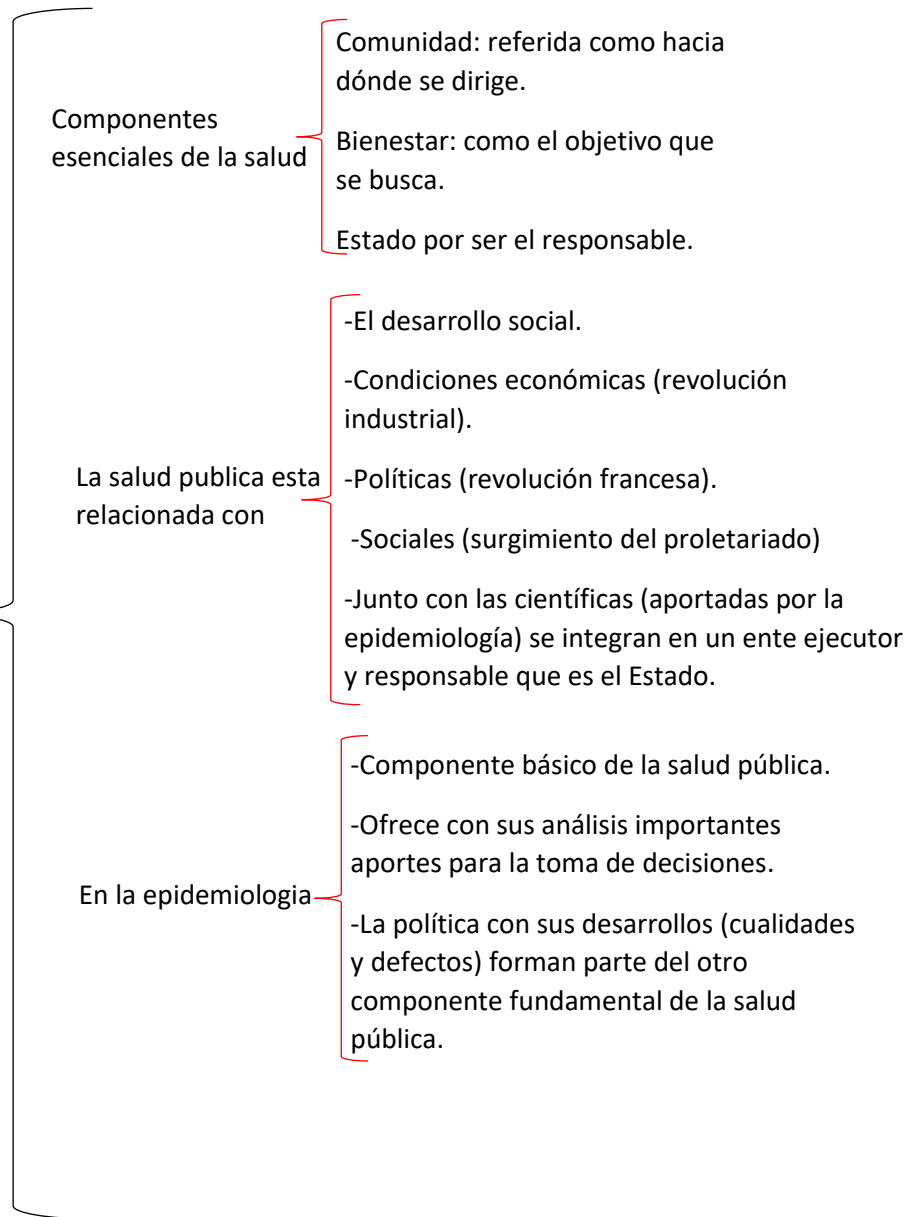 Componentes
esenciales de la salud
Comunidad: referida como hacia
dónde se dirige.
Bienestar: como el objetivo que
se busca.
Estado por ser el responsable.
La salud publica esta
relacionada con
-El desarrollo social.
-Condiciones económicas (revolución
industrial).
-Políticas (revolución francesa).
-Sociales (surgimiento del proletariado)
-Junto con las científicas (aportadas por la
epidemiología) se integran en un ente ejecutor
y responsable que es el Estado.
En la epidemiologia
-Componente básico de la salud pública.
-Ofrece con sus análisis importantes
aportes para la toma de decisiones.
-La política con sus desarrollos (cualidades
y defectos) forman parte del otro
componente fundamental de la salud
pública.